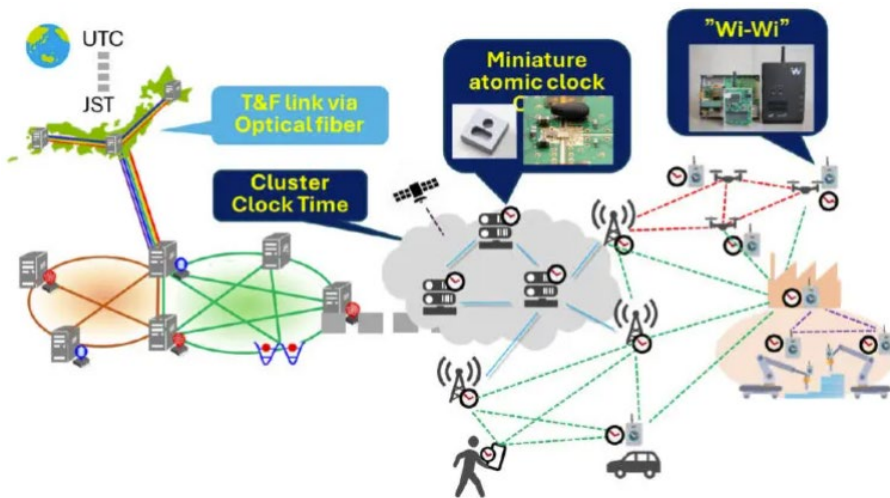 UTC
JST
T&F link via
Optical fiber
Cluster
Clock Time
Miniature
atomic clock
C
"Wi-Wi"
W